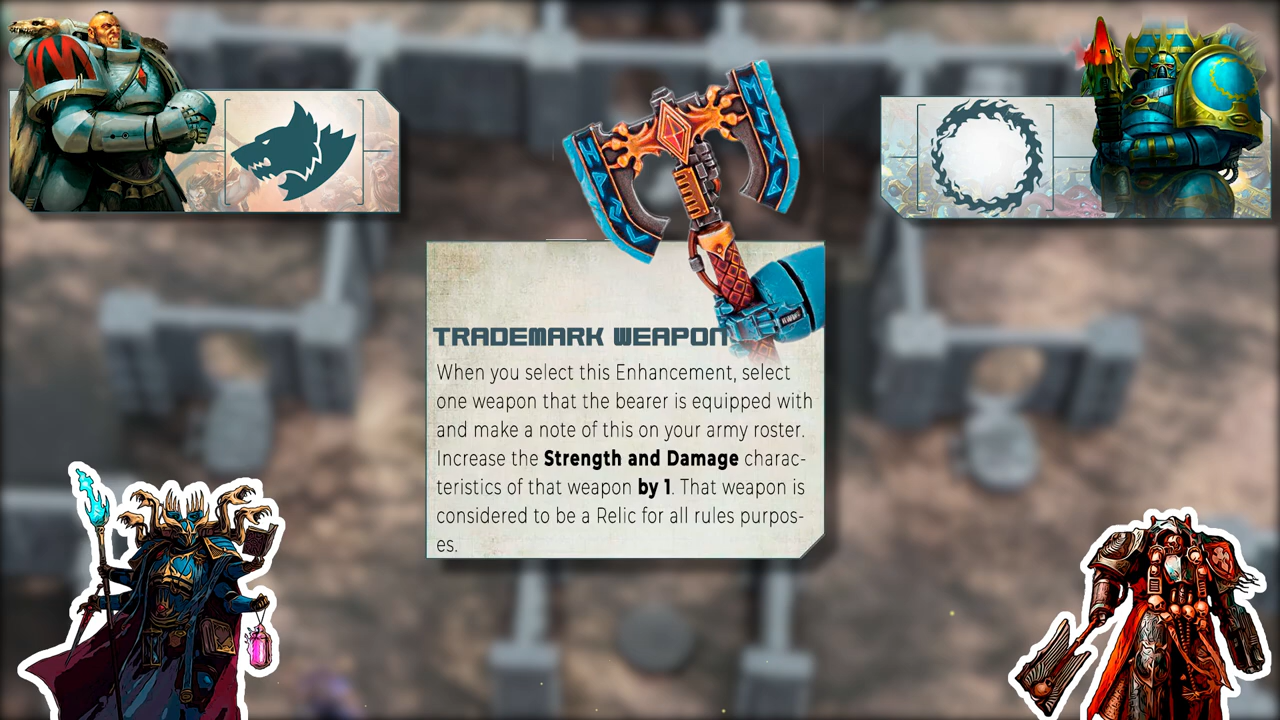 TRADEMARK WEAPON
When you select this Enhancement, select
one weapon that the bearer is equipped with
and make a note of this on your army roster.
Increase the Strength and Damage charac-
teristics of that weapon by 1. That weapon is
considered to be a Relic for all rules purpos-
es.